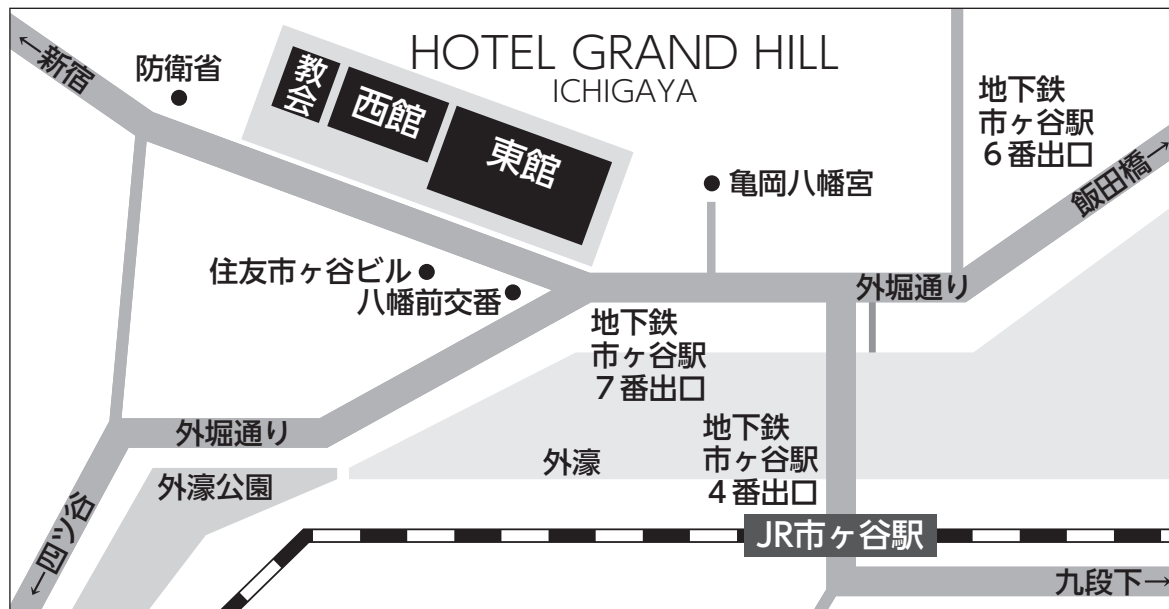 HOTEL GRAND HILL
ICHIGAYA
←新宿
防衛省
教会
西館
東館
地下鉄
市ヶ谷駅
６番出口
飯田橋→
亀岡八幡宮
住友市ヶ谷ビル
八幡前交番
外堀通り
地下鉄
市ヶ谷駅
７番出口
外堀通り
地下鉄
市ヶ谷駅
４番出口
外濠
外濠公園
←四ツ谷
JR市ヶ谷駅
九段下→